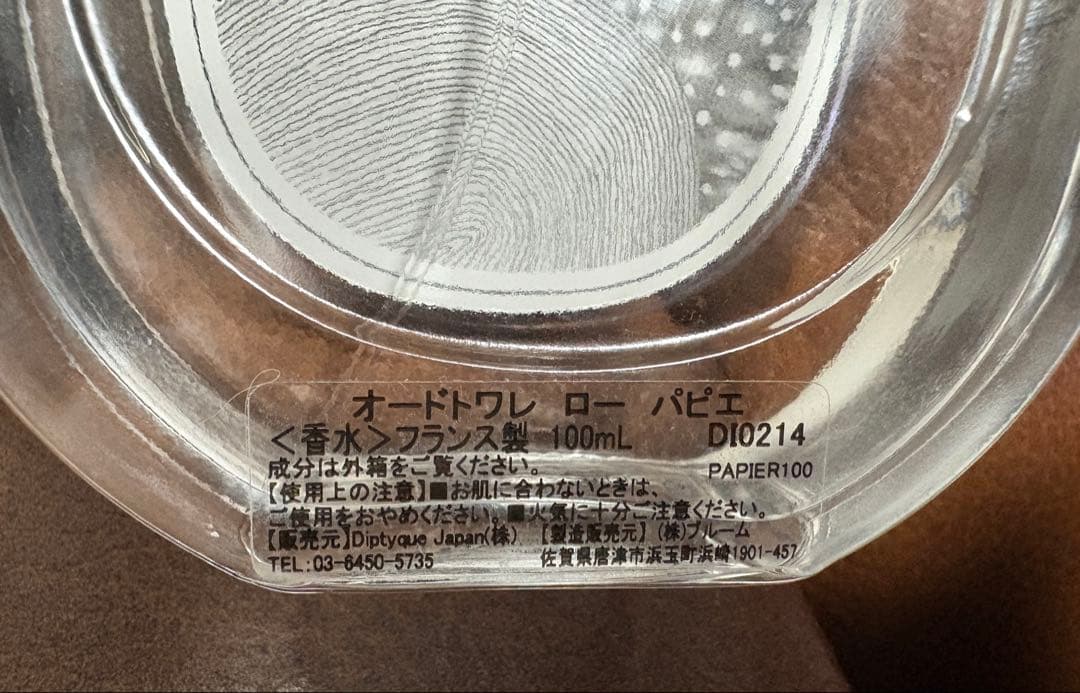 オードトワレ ロー パピエ
<香水>フランス製 100mL DI0214
成分は外箱をご覧ください。 PAPIER100
【使用上の注意】■お肌に合わないときは、
ご使用をおやめください。■火気に十分ご注意ください。
【販売元】Diptyque Japan(株) 【製造販売元】(株)ブルーム
TEL:03-6450-5735 佐賀県唐津市浜玉町浜崎1901-457